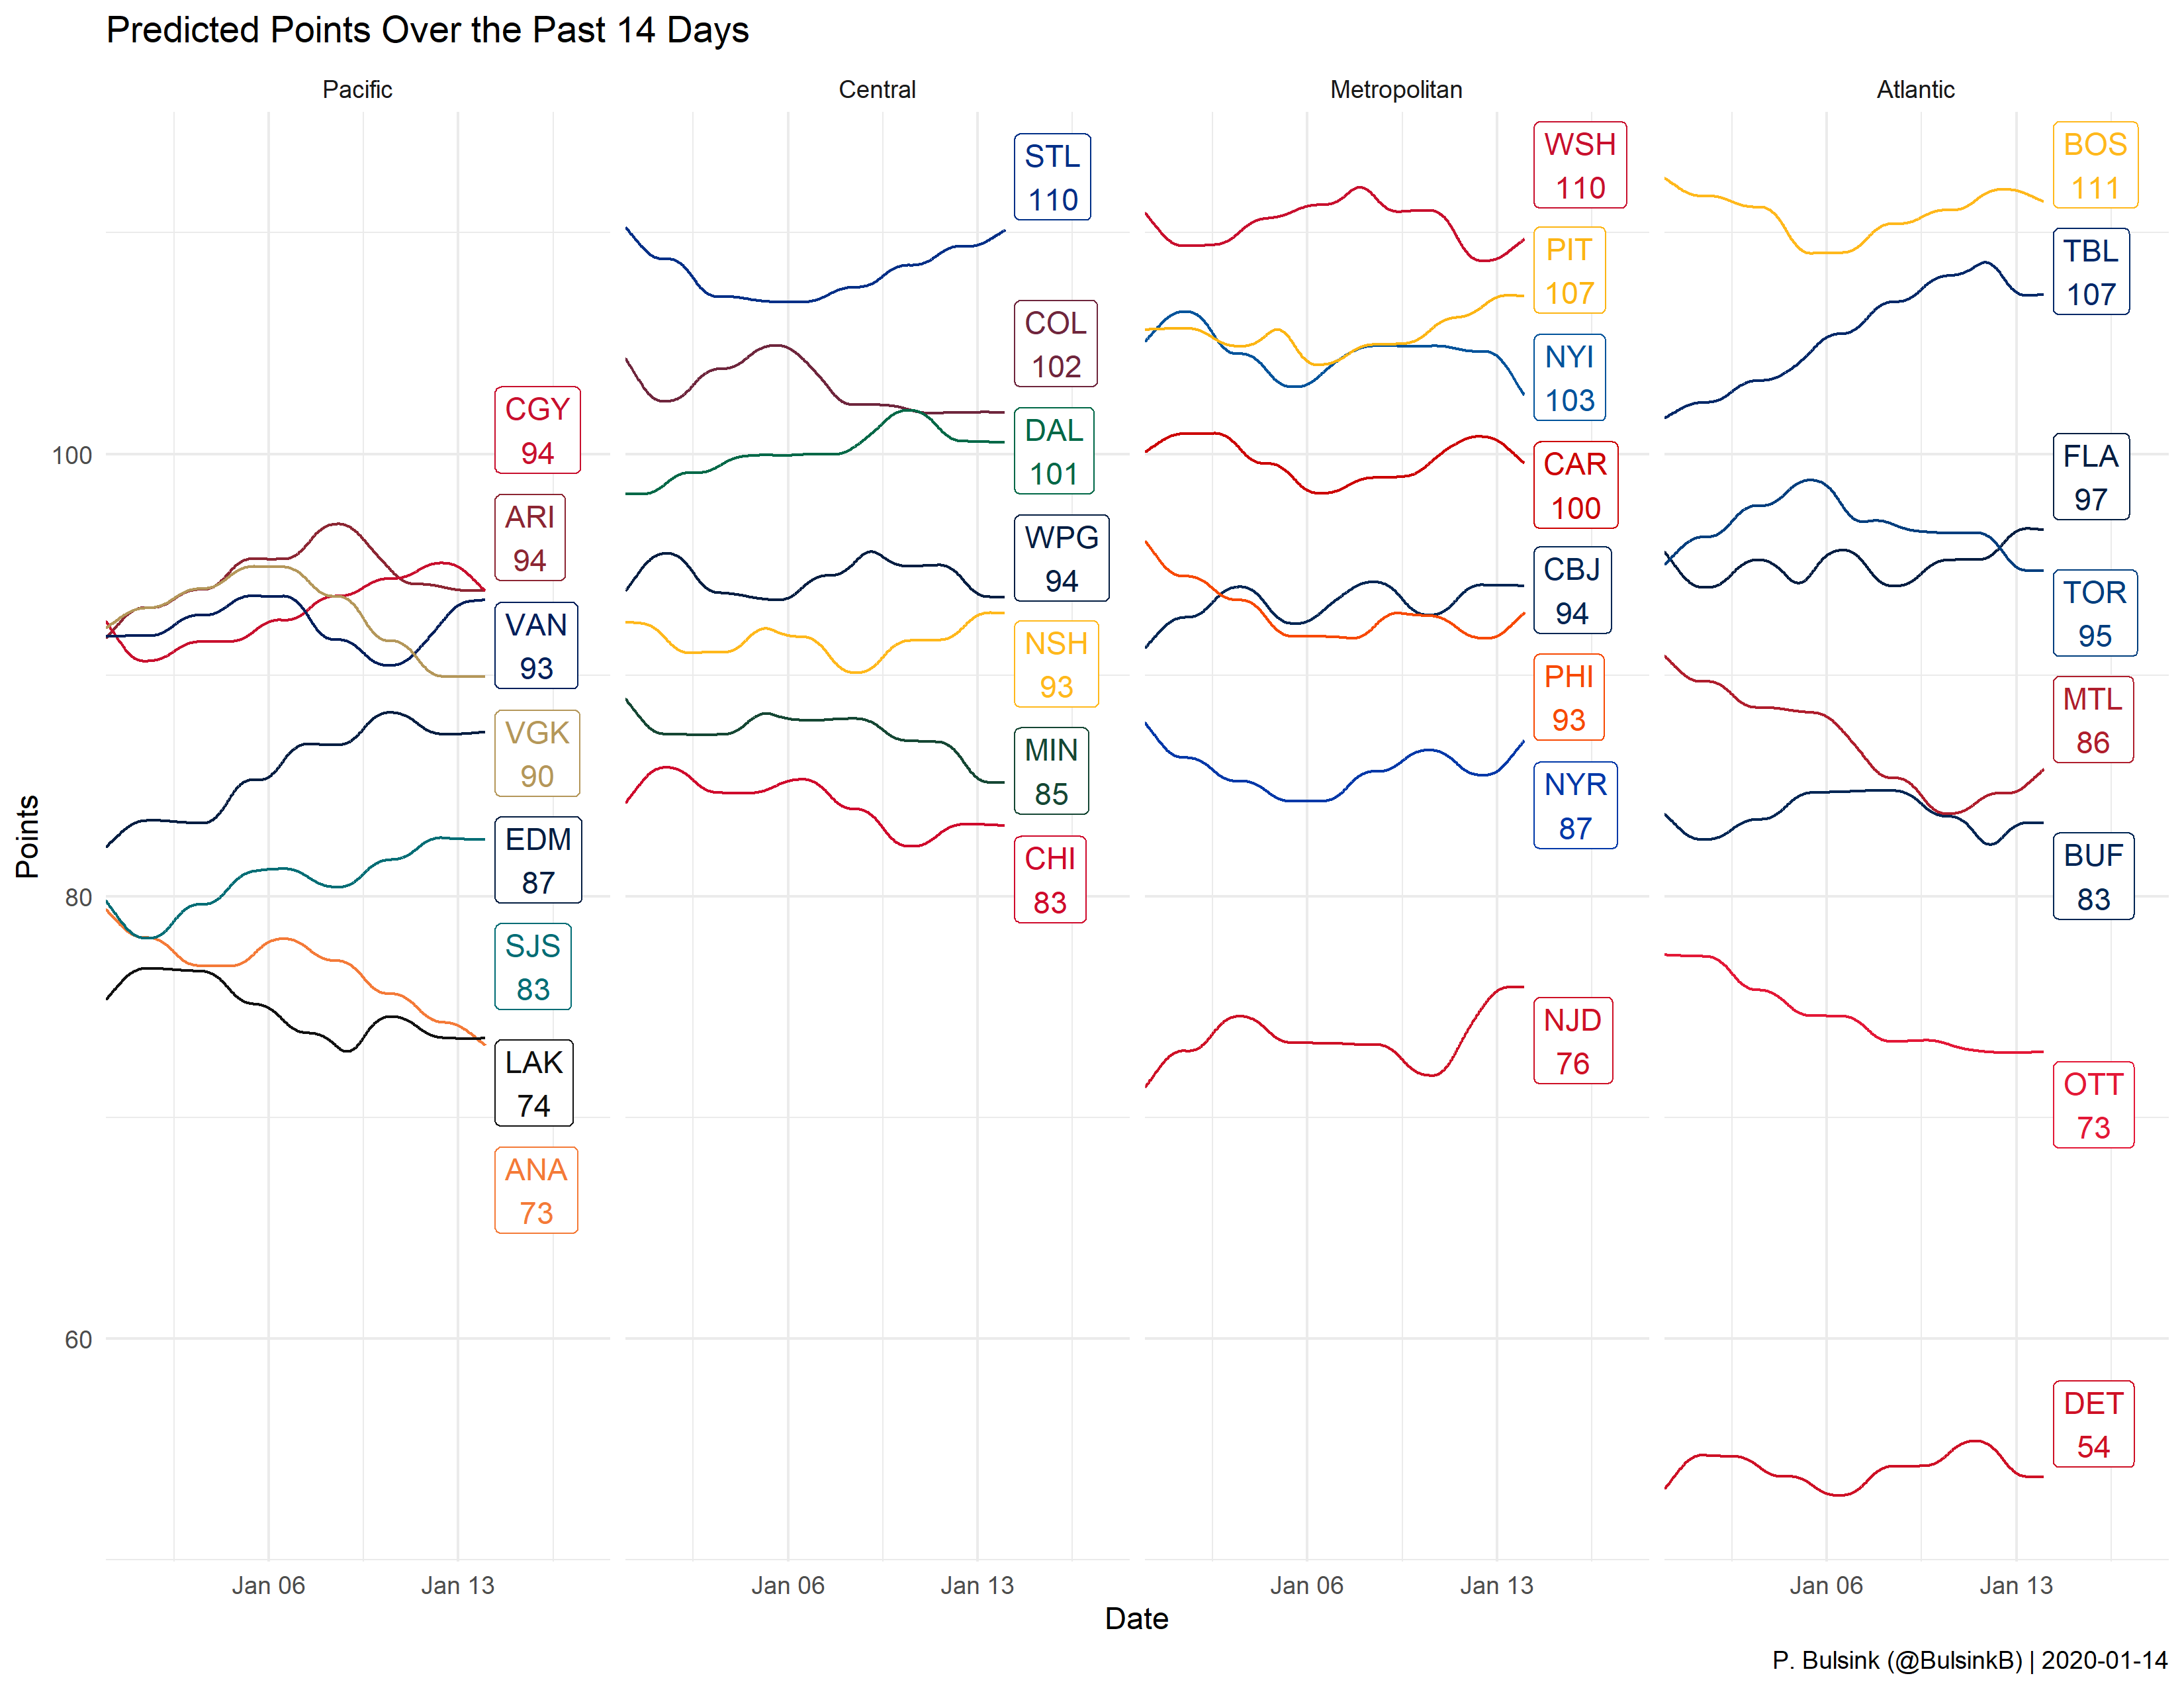 Predicted Points Over the Past 14 Days
Pacific
Central
Metropolitan
Atlantic
Points
100
80
60
CGY
94
ARI
94
VAN
93
VGK
90
EDM
87
SJS
83
LAK
74
ANA
73
STL
110
COL
102
DAL
101
WPG
94
NSH
93
MIN
85
CHI
83
WSH
110
PIT
107
NYI
103
CAR
100
CBJ
94
PHI
93
NYR
87
NJD
76
BOS
111
TBL
107
FLA
97
TOR
95
MTL
86
BUF
83
OTT
73
DET
54
Jan 06
Jan 13
Jan 06
Jan 13
Jan 06
Jan 13
Jan 06
Jan 13
Date
P. Bulsink (@BulsinkB) | 2020-01-14